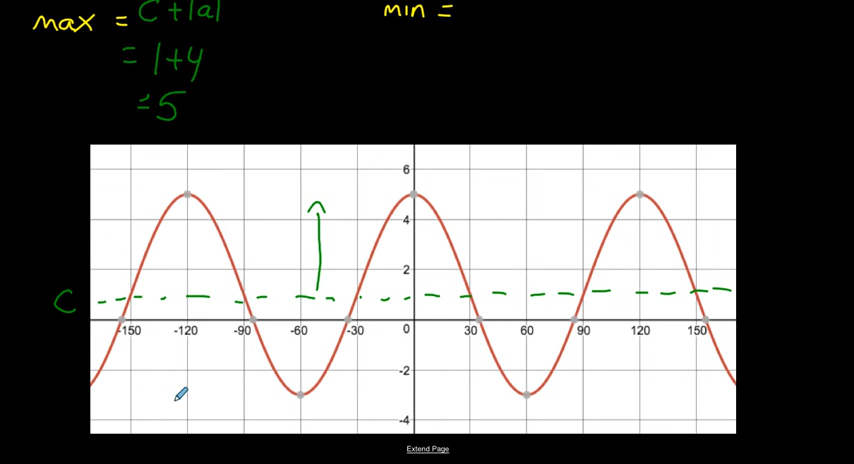 max = C + |a|
min =
= 1 + 4
= 5
6
4
2
C
-150 -120 -90 -60 -30 0 30 60 90 120 150
-2
-4
Extend Page